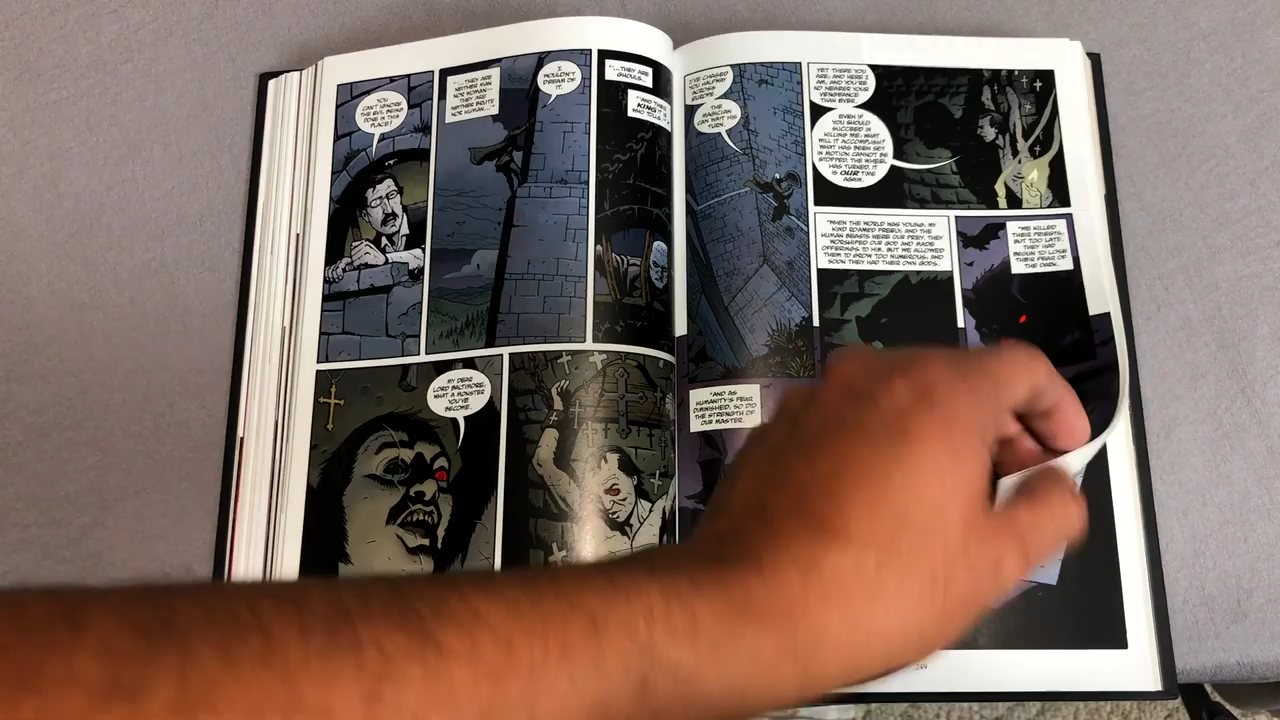 YOU
CAN'T IGNORE
THE EVIL BEING
DONE IN THIS
PLACE!
"...THEY ARE
NEITHER MAN
NOR WOMAN--
THEY ARE
NEITHER BRUTE
NOR HUMAN..."
I
WOULDN'T
DREAM OF
IT.
"...THEY ARE
GHOULS...
"AND THEIR
KING IT IS
WHO TOLLS
MY DEAR
LORD BALTIMORE,
WHAT A MONSTER
YOU'VE
BECOME.
I'VE CHASED
YOU HALFWAY
ACROSS
EUROPE.
THE
MAGICIAN
CAN WAIT HIS
TURN.
YET THERE YOU
ARE, AND HERE I
AM, AND YOU'RE
NO NEARER YOUR
VENGEANCE
THAN EVER.
EVEN IF
YOU SHOULD
SUCCEED IN
KILLING ME, WHAT
WILL IT ACCOMPLISH?
WHAT HAS BEEN SET
IN MOTION CANNOT BE
STOPPED. THE WHEEL
HAS TURNED. IT
IS OUR TIME
AGAIN.
"WHEN THE WORLD WAS YOUNG, MY
KIND ROAMED FREELY, AND THE
HUMAN BEASTS WERE OUR PREY. THEY
WORSHIPED OUR GOD AND MADE
OFFERINGS TO HIM. BUT WE ALLOWED
THEM TO GROW TOO NUMEROUS, AND
SOON THEY HAD THEIR OWN GODS.
"WE KILLED
THEIR PRIESTS,
BUT TOO LATE.
THEY HAD
BEGUN TO LOSE
THEIR FEAR OF
THE DARK.
"AND AS
HUMANITY'S FEAR
DIMINISHED, SO DID
THE STRENGTH OF
OUR MASTER.
249